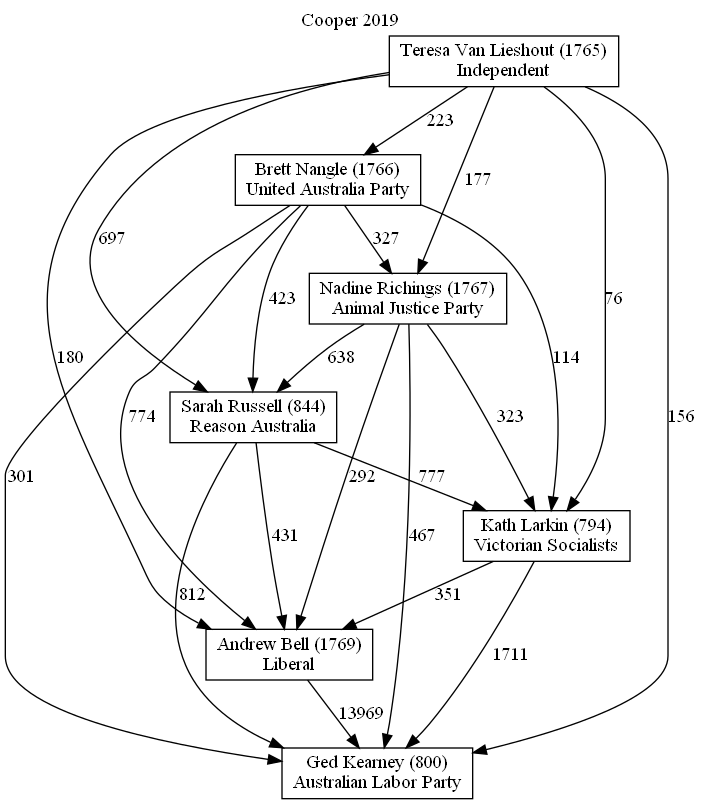 Cooper 2019
Teresa Van Lieshout (1765)
Independent
223
Brett Nangle (1766)
United Australia Party
177
697
327
Nadine Richings (1767)
Animal Justice Party
423
76
180
638
114
774
Sarah Russell (844)
Reason Australia
323
156
301
292
777
431
467
Kath Larkin (794)
Victorian Socialists
812
351
Andrew Bell (1769)
Liberal
1711
13969
Ged Kearney (800)
Australian Labor Party